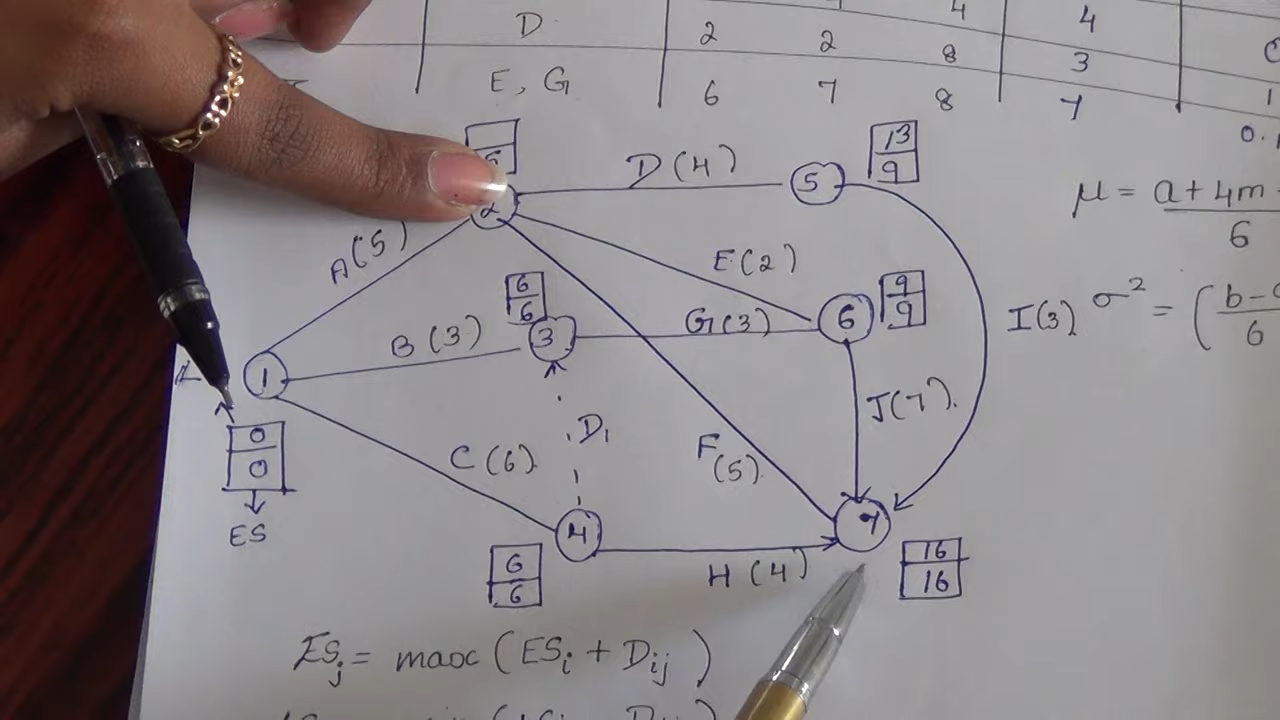 D 2 2 8 3
4 4
E, G 6 7 8 7 1
0.
13
9
D(4)
5
2
A(5)
E(2)
μ = a + 4m
6
6
6
3
G(3)
9
9
6
I(3)
σ² = (b-
6
B(3)
1
J(7).
0
0
ES
C(6)
D₁
F(5)
4
7
6
6
H(4)
16
16
ESj = max (ESi + Dij)